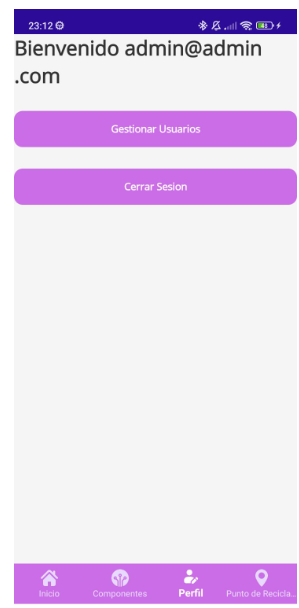 23:12
Bienvenido admin@admin
.com
Gestionar Usuarios
Cerrar Sesion
Inicio
Componentes
Perfil
Punto de Recicla...